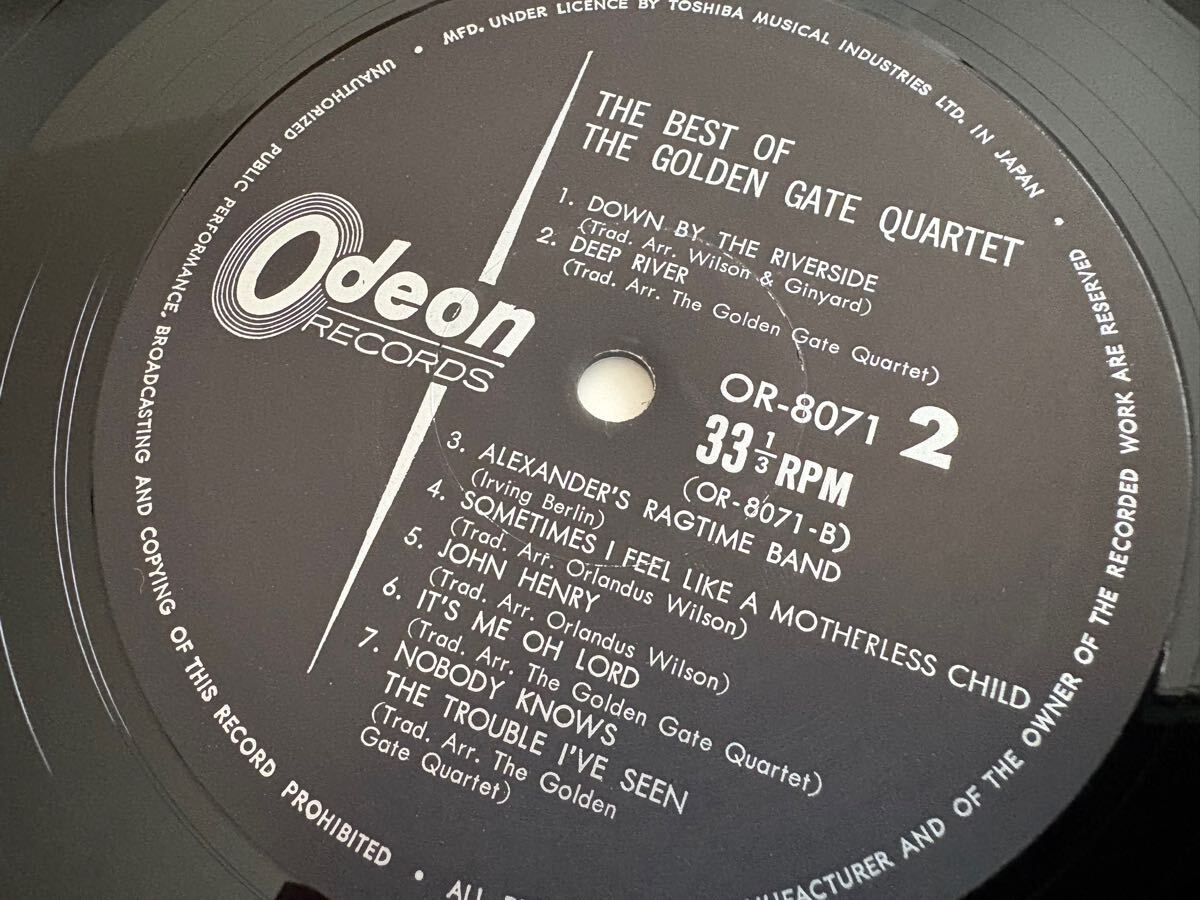 MFD. UNDER LICENCE BY TOSHIBA MUSICAL INDUSTRIES LTD. IN JAPAN •
THE BEST OF
THE GOLDEN GATE QUARTET
1. DOWN BY THE RIVERSIDE
(Trad. Arr. Wilson & Ginyard)
2. DEEP RIVER
(Trad. Arr. The Golden Gate Quartet)
Odeon
RECORDS
OR-8071 2
33 1/3 RPM
(OR-8071-B)
3. ALEXANDER'S RAGTIME BAND
(Irving Berlin)
4. SOMETIMES I FEEL LIKE A MOTHERLESS CHILD
(Trad. Arr. Orlandus Wilson)
5. JOHN HENRY
(Trad. Arr. Orlandus Wilson)
6. IT'S ME OH LORD
(Trad. Arr. The Golden Gate Quartet)
7. NOBODY KNOWS
THE TROUBLE I'VE SEEN
(Trad. Arr. The Golden
Gate Quartet)
ALL
AND OF THE OWNER OF THE RECORDED WORK ARE RESERVED
UNAUTHORIZED PUBLIC PERFORMANCE, BROADCASTING AND COPYING OF THIS RECORD PROHIBITED •